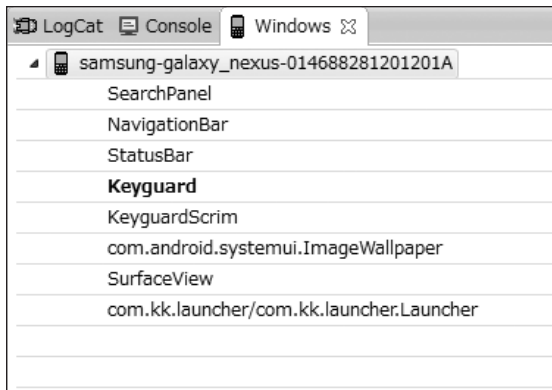 LogCat Console Windows
samsung-galaxy_nexus-014688281201201A
SearchPanel
NavigationBar
StatusBar
Keyguard
KeyguardScrim
com.android.systemui.ImageWallpaper
SurfaceView
com.kk.launcher/com.kk.launcher.Launcher